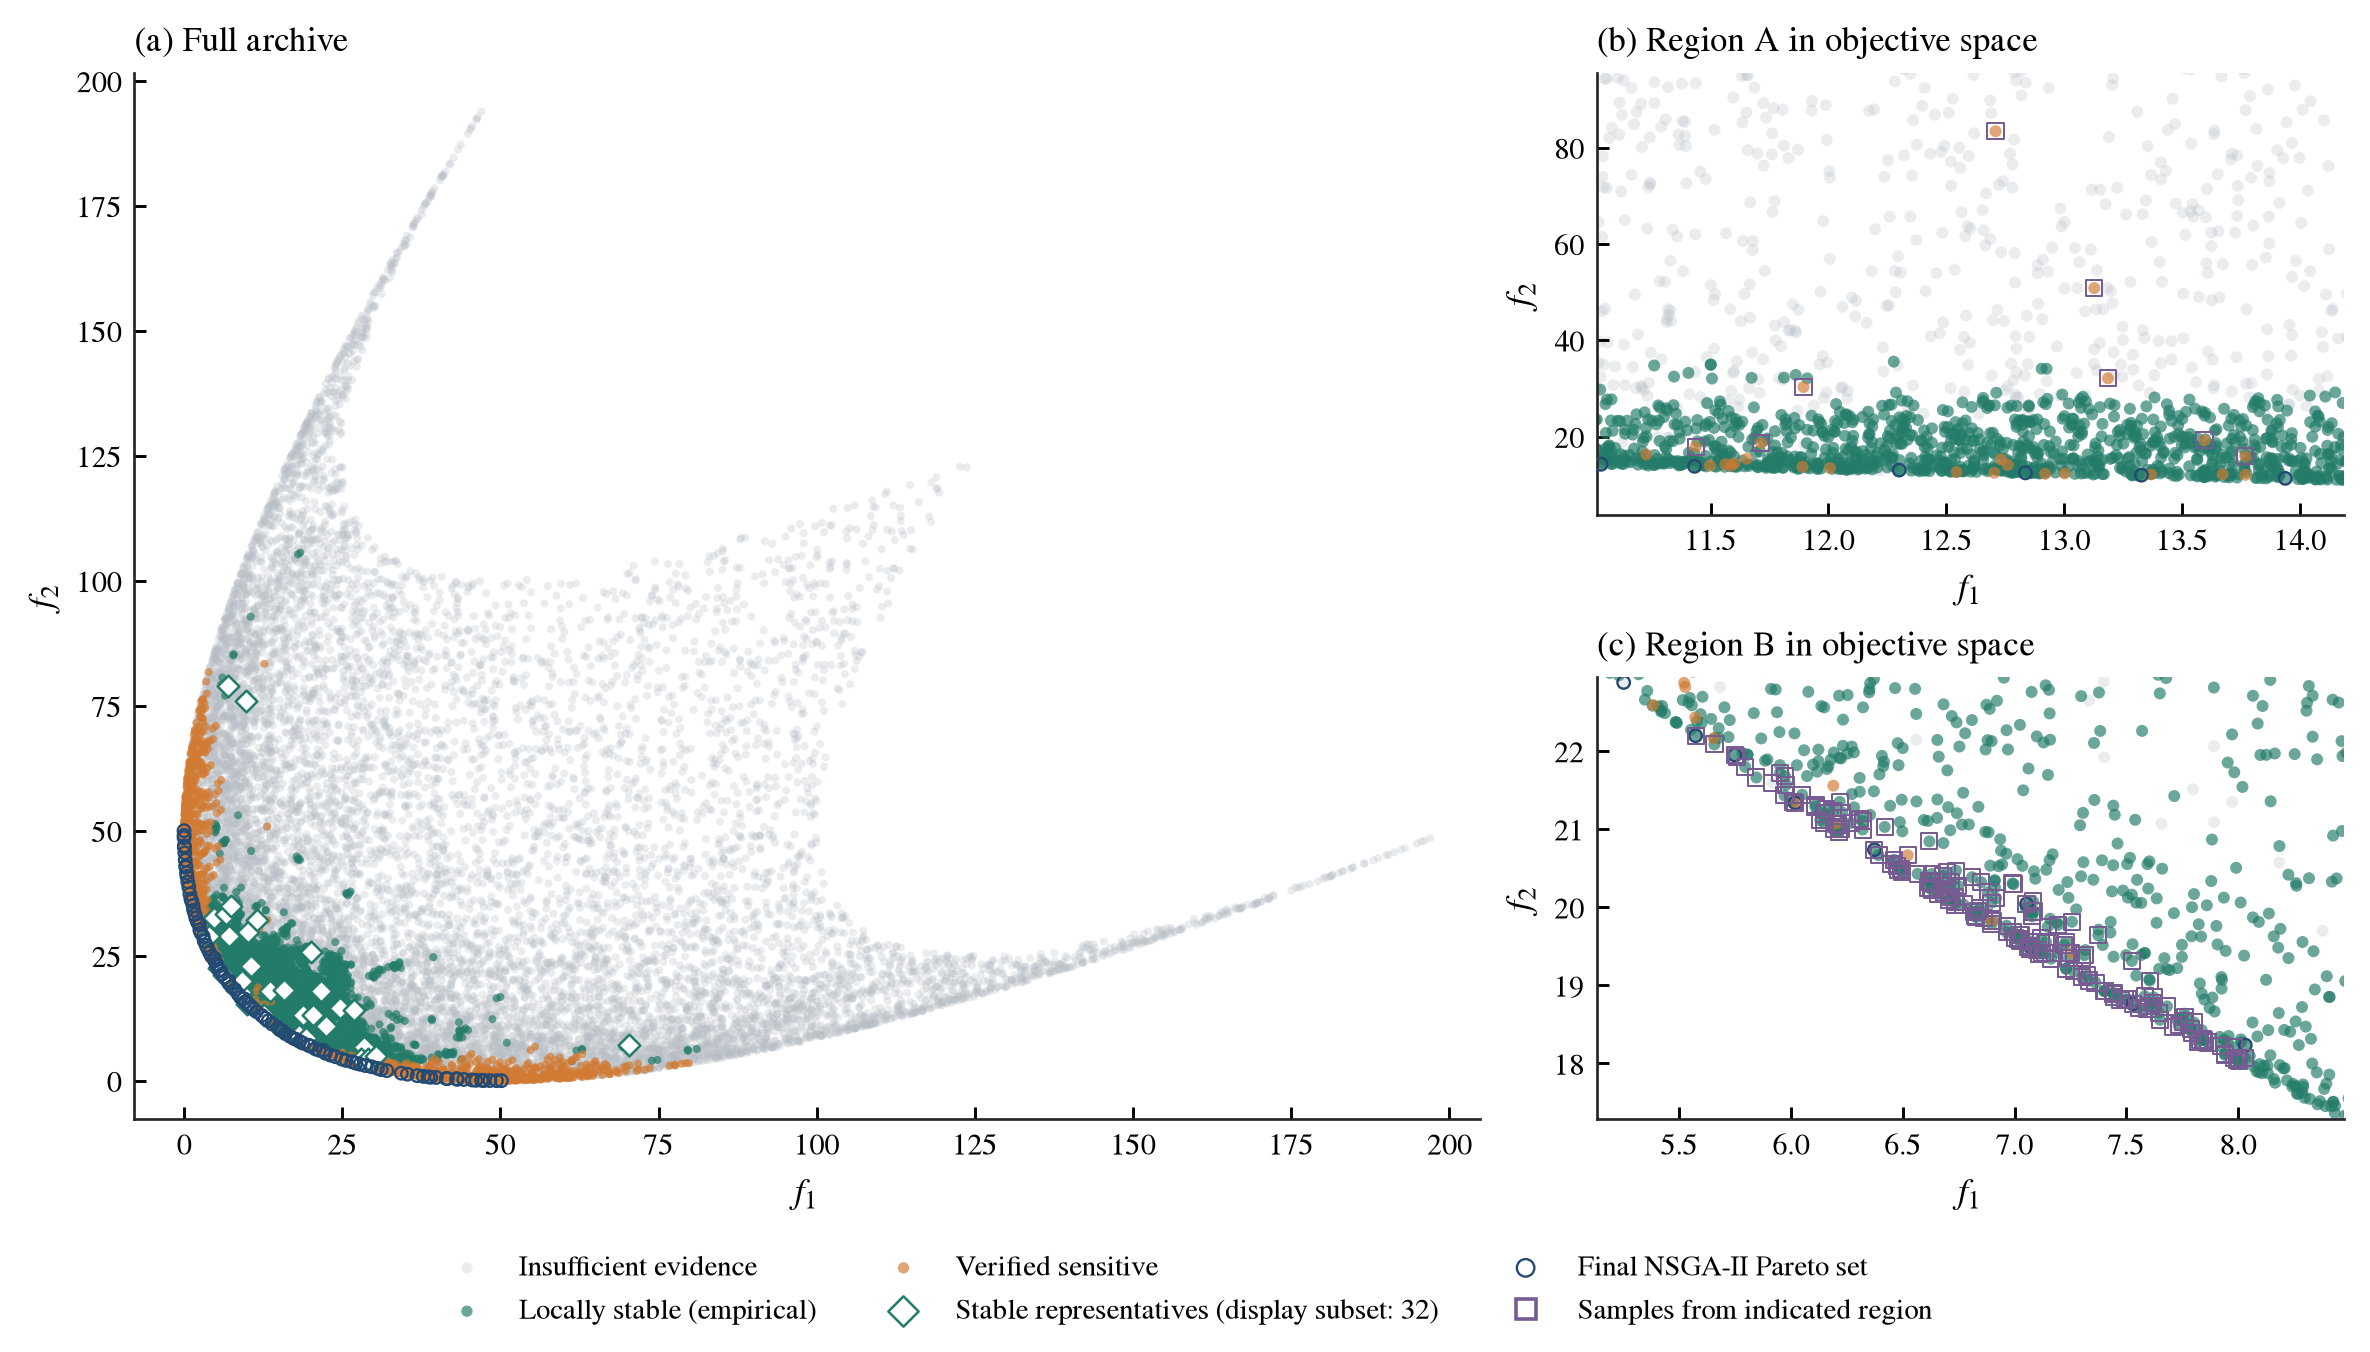 (a) Full archive
200
175
150
125
100
75
50
25
0
f2
0 25 50 75 100 125 150 175 200
f1
(b) Region A in objective space
80
60
40
20
f2
11.5 12.0 12.5 13.0 13.5 14.0
f1
(c) Region B in objective space
22
21
20
19
18
f2
5.5 6.0 6.5 7.0 7.5 8.0
f1
Insufficient evidence
Locally stable (empirical)
Verified sensitive
Stable representatives (display subset: 32)
Final NSGA-II Pareto set
Samples from indicated region